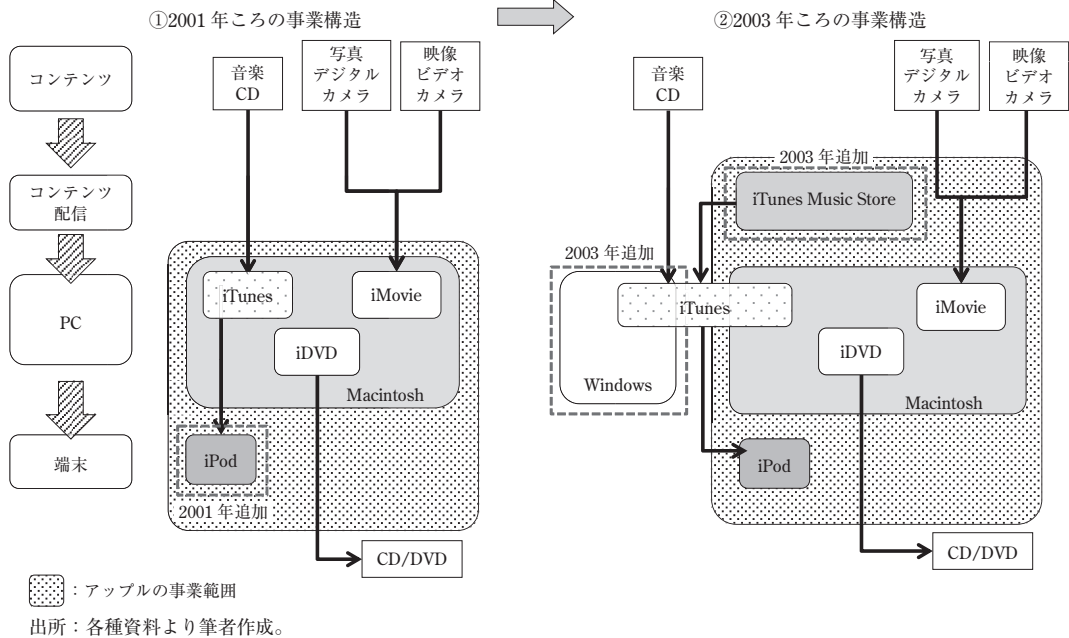 ①2001 年ころの事業構造
②2003 年ころの事業構造
コンテンツ
コンテンツ
配信
PC
端末
音楽
CD
写真
デジタル
カメラ
映像
ビデオ
カメラ
iTunes
iMovie
iDVD
Macintosh
iPod
2001 年追加
CD/DVD
音楽
CD
写真
デジタル
カメラ
映像
ビデオ
カメラ
2003 年追加
iTunes Music Store
2003 年追加
iTunes
iMovie
iDVD
Windows
Macintosh
iPod
CD/DVD
：アップルの事業範囲
出所：各種資料より筆者作成。